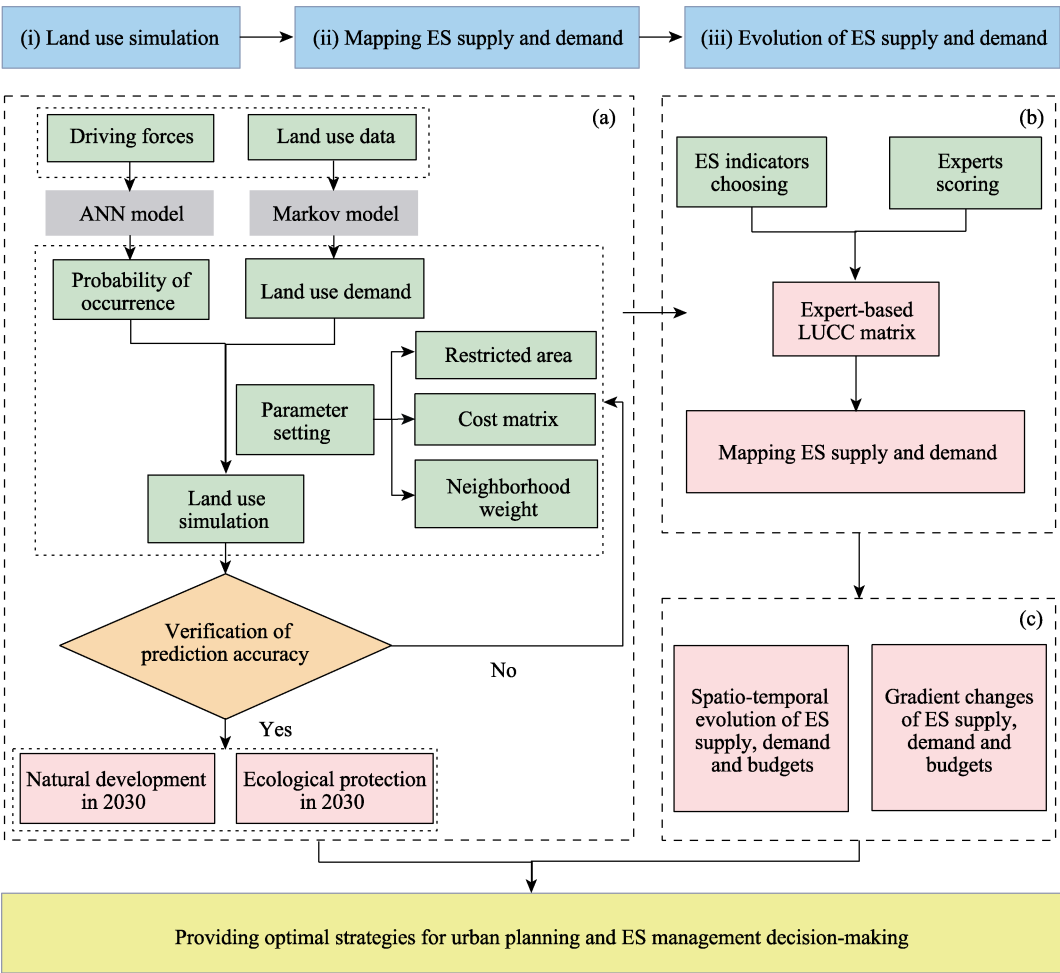 (i) Land use simulation
(ii) Mapping ES supply and demand
(iii) Evolution of ES supply and demand
(a)
Driving forces
Land use data
ANN model
Markov model
Probability of
occurrence
Land use demand
Restricted area
Parameter
setting
Cost matrix
Neighborhood
weight
Land use
simulation
Verification of
prediction accuracy
No
Yes
Natural development
in 2030
Ecological protection
in 2030
(b)
ES indicators
choosing
Experts
scoring
Expert-based
LUCC matrix
Mapping ES supply and demand
(c)
Spatio-temporal
evolution of ES
supply, demand
and budgets
Gradient changes
of ES supply,
demand and
budgets
Providing optimal strategies for urban planning and ES management decision-making